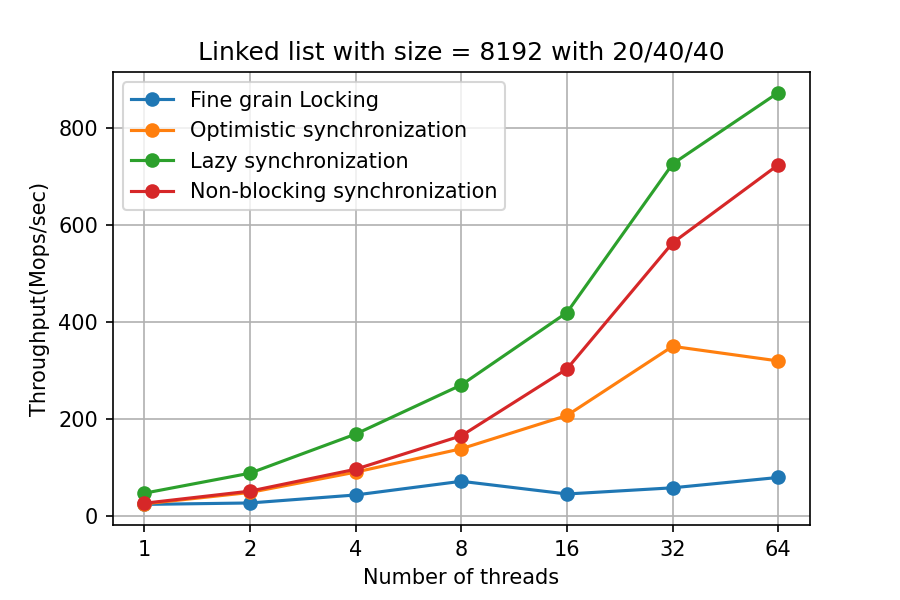 Linked list with size = 8192 with 20/40/40
Fine grain Locking
Optimistic synchronization
Lazy synchronization
Non-blocking synchronization
Throughput(Mops/sec)
800
600
400
200
0
1 2 4 8 16 32 64
Number of threads